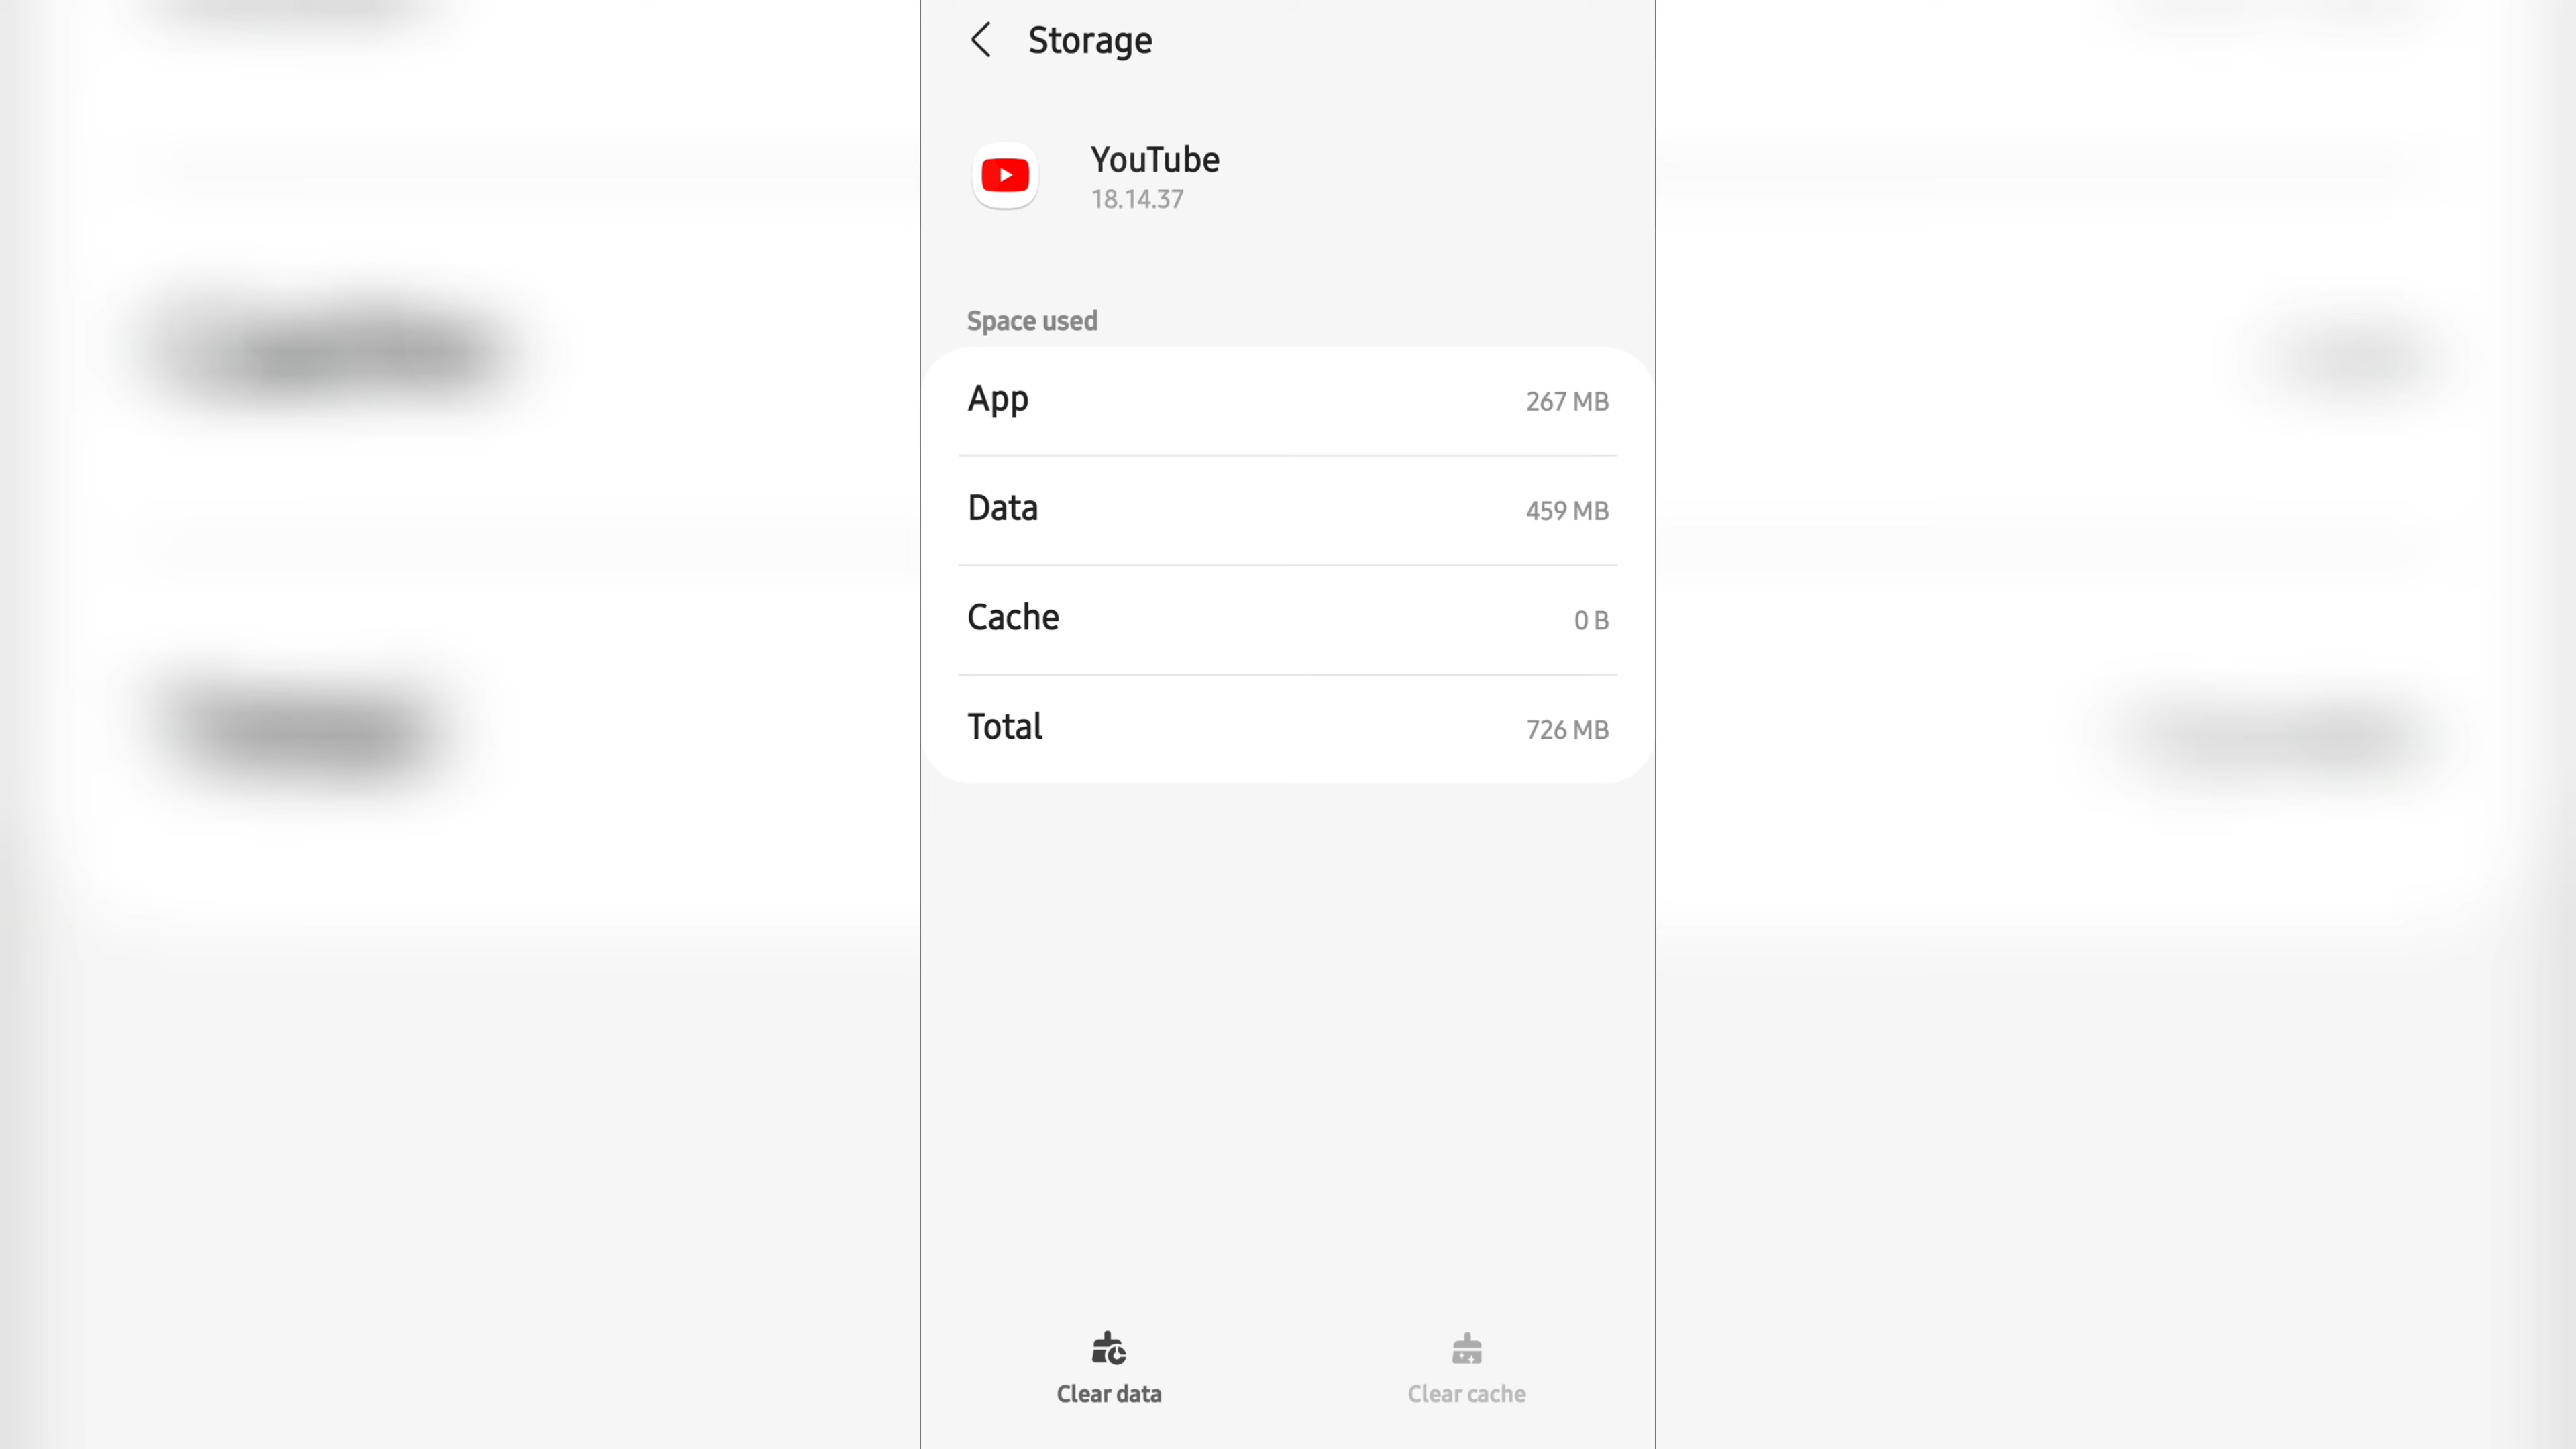 Storage
YouTube
18.14.37
Space used
App 267 MB
Data 459 MB
Cache 0 B
Total 726 MB
Clear data Clear cache